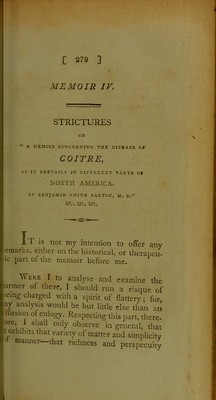 [ 279 ]
MEMOIR IV.
STRICTURES
ON
" A MEMOIR CONCERNING THE DISEASE OF
GOITRE,
AS IT PREVAILS IN DIFFERENT PARTS OF
NORTH AMERICA,
BY BENJAMIN SMITH BARTON, M. D."
&c. &c. &c.
IT is not my intention to offer any
remarks, either on the historical, or therapeu-
tic part of the memoir before me.
WERE I to analyse and examine the
former of these, I should run a risque of
being charged with a spirit of flattery; for,
my analysis would be but little else than an
effusion of eulogy. Respecting this part, there-
fore, I shall only observe in general, that
it exhibits that variety of matter and simplicity
of manner—that richness and perspecuity